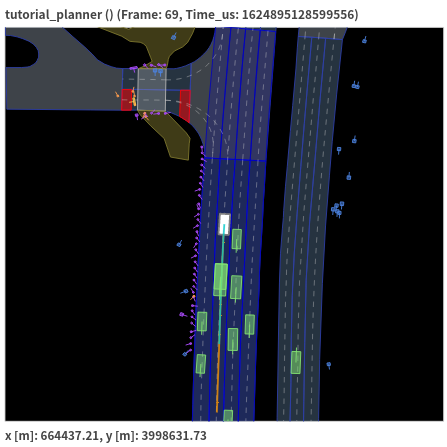 tutorial_planner () (Frame: 69, Time_us: 1624895128599556)
x [m]: 664437.21, y [m]: 3998631.73